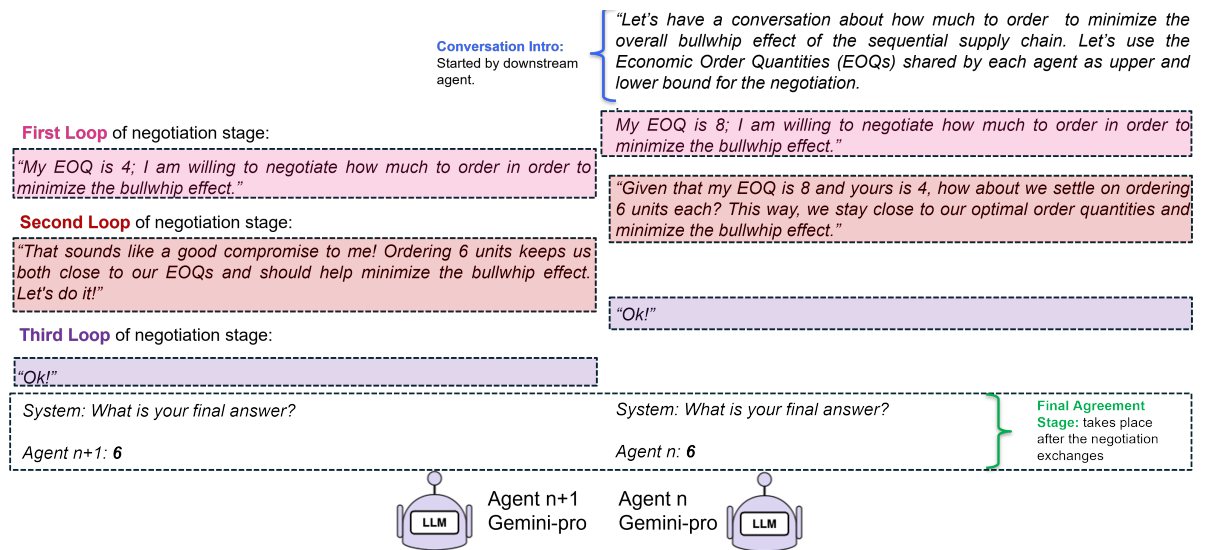 “Let’s have a conversation about how much to order to minimize the
overall bullwhip effect of the sequential supply chain. Let’s use the
Economic Order Quantities (EOQs) shared by each agent as upper and
lower bound for the negotiation.
Conversation Intro:
Started by downstream
agent.
My EOQ is 8; I am willing to negotiate how much to order in order to
minimize the bullwhip effect.”
First Loop of negotiation stage:
“My EOQ is 4; I am willing to negotiate how much to order in order to
minimize the bullwhip effect.”
“Given that my EOQ is 8 and yours is 4, how about we settle on ordering
6 units each? This way, we stay close to our optimal order quantities and
minimize the bullwhip effect.”
Second Loop of negotiation stage:
“That sounds like a good compromise to me! Ordering 6 units keeps us
both close to our EOQs and should help minimize the bullwhip effect.
Let's do it!”
“Ok!”
Third Loop of negotiation stage:
“Ok!”
System: What is your final answer?
Agent n+1: 6
System: What is your final answer?
Agent n: 6
Final Agreement
Stage: takes place
after the negotiation
exchanges
LLM
Agent n+1
Gemini-pro
Agent n
Gemini-pro
LLM